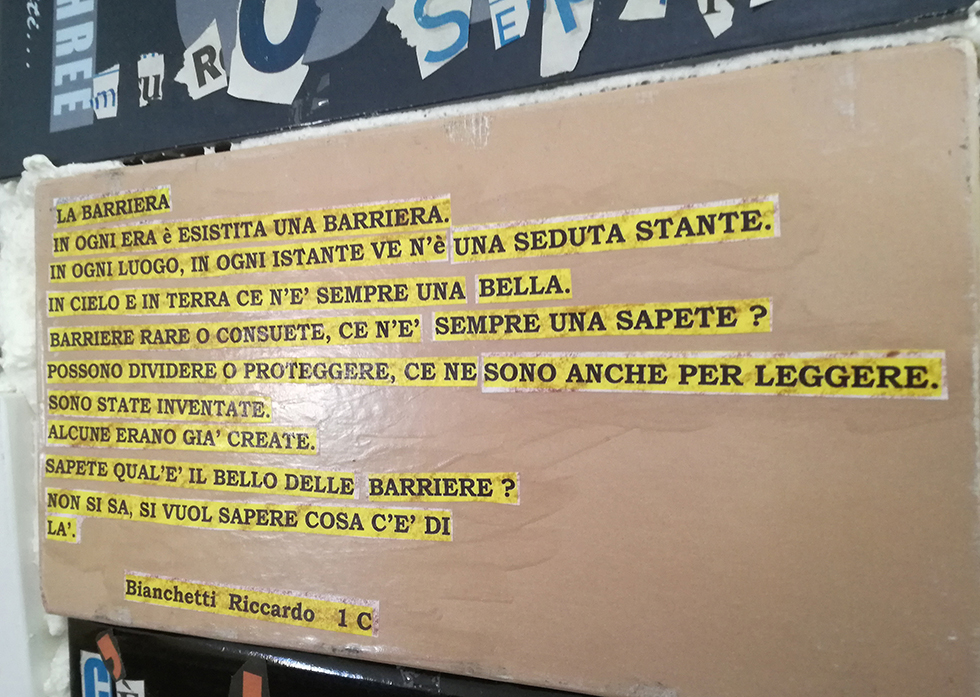 HREE
muRO SEPA
LA BARRIERA
IN OGNI ERA è ESISTITA UNA BARRIERA.
IN OGNI LUOGO, IN OGNI ISTANTE VE N'è UNA SEDUTA STANTE.
IN CIELO E IN TERRA CE N'E' SEMPRE UNA BELLA.
BARRIERE RARE O CONSUETE, CE N'E' SEMPRE UNA SAPETE ?
POSSONO DIVIDERE O PROTEGGERE, CE NE SONO ANCHE PER LEGGERE.
SONO STATE INVENTATE.
ALCUNE ERANO GIA' CREATE.
SAPETE QUAL'E' IL BELLO DELLE BARRIERE ?
NON SI SA, SI VUOL SAPERE COSA C'E' DI
LA'.
Bianchetti Riccardo 1 C